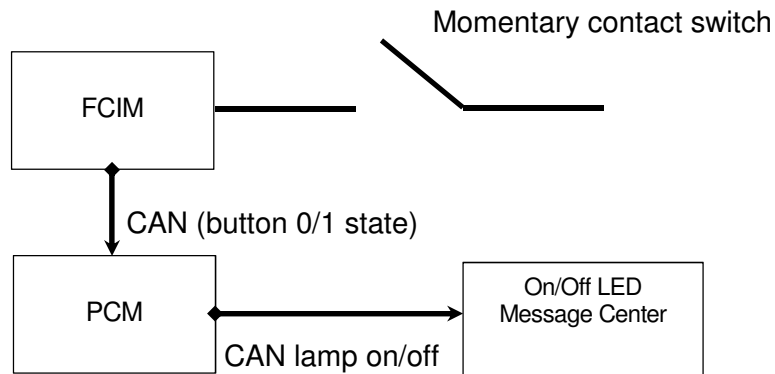 Momentary contact switch
FCIM
CAN (button 0/1 state)
PCM
On/Off LED
Message Center
CAN lamp on/off